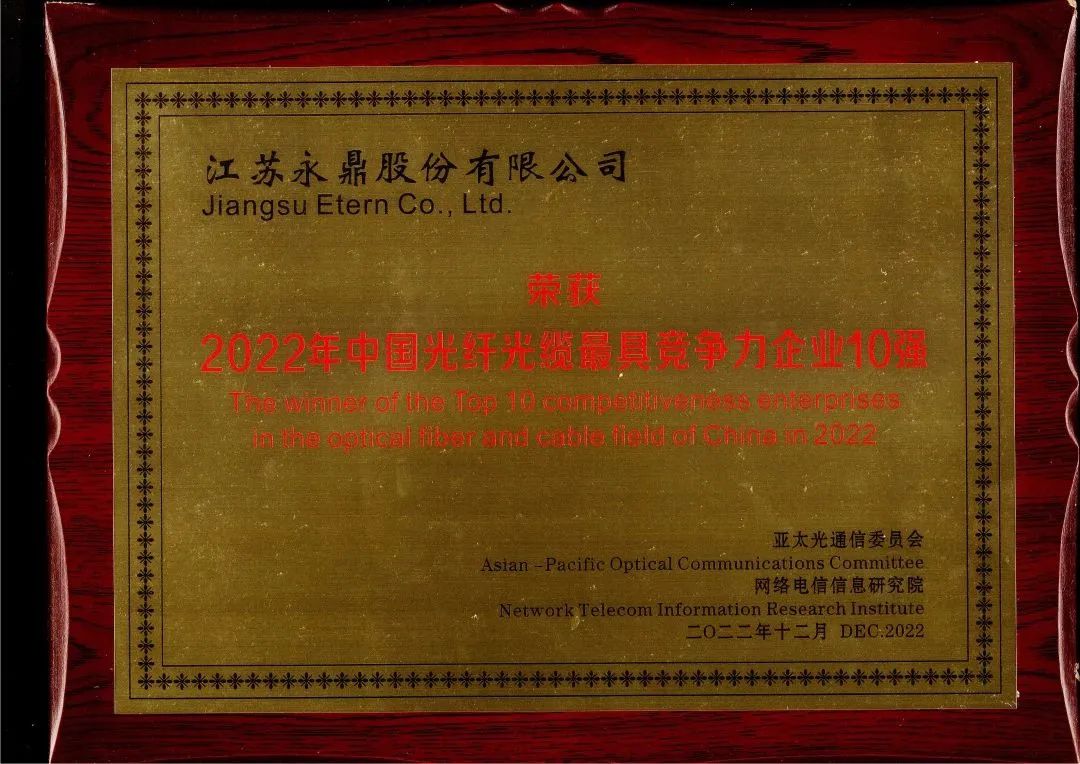 江苏永鼎股份有限公司
Jiangsu Etern Co., Ltd.
荣获
2022年中国光纤光缆最具竞争力企业10强
The winner of the Top 10 competitiveness enterprises
in the optical fiber and cable field of China in 2022
亚太光通信委员会
Asian-Pacific Optical Communications Committee
网络电信信息研究院
Network Telecom Information Research Institute
二〇二二年十二月 DEC.2022